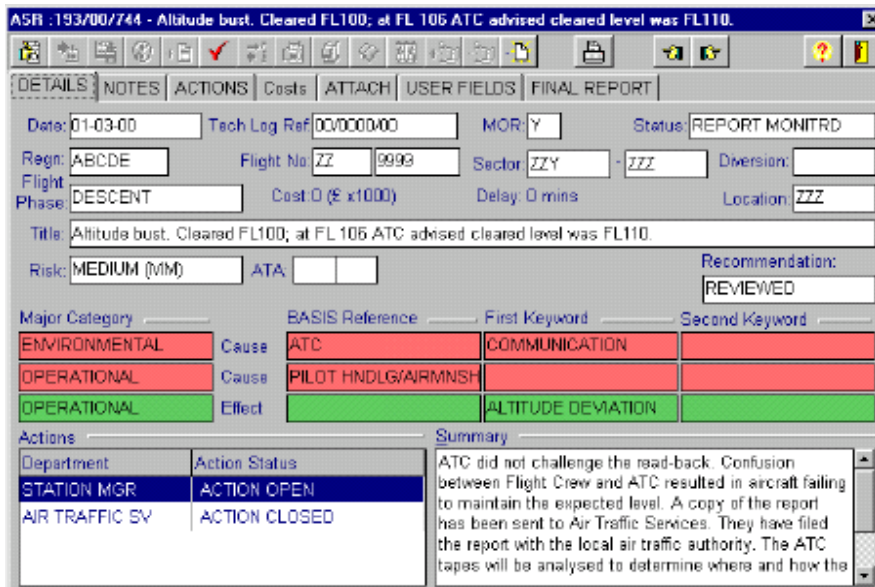 ASR :193/00/744 - Altitude bust. Cleared FL100; at FL 106 ATC advised cleared level was FL110.
DETAILS NOTES ACTIONS Costs ATTACH USER FIELDS FINAL REPORT
Date: 01-03-00 Tech Log Ref 00/0000/00 MOR: Y Status: REPORT MONITRD
Regn: ABCDE Flight No: ZZ 9999 Sector: ZZY - ZZZ Diversion:
Flight Phase: DESCENT Cost: 0 (£ x1000) Delay: 0 mins Location: ZZZ
Title: Altitude bust. Cleared FL100; at FL 106 ATC advised cleared level was FL110.
Risk: MEDIUM (MM) ATA: Recommendation:
REVIEWED
Major Category BASIS Reference First Keyword Second Keyword
ENVIRONMENTAL Cause ATC COMMUNICATION
OPERATIONAL Cause PILOT HNDLG/AIRMNSH
OPERATIONAL Effect ALTITUDE DEVIATION
Actions
Department Action Status
STATION MGR ACTION OPEN
AIR TRAFFIC SV ACTION CLOSED
Summary
ATC did not challenge the read-back. Confusion
between Flight Crew and ATC resulted in aircraft failing
to maintain the expected level. A copy of the report
has been sent to Air Traffic Services. They have filed
the report with the local air traffic authority. The ATC
tapes will be analysed to determine where and how the